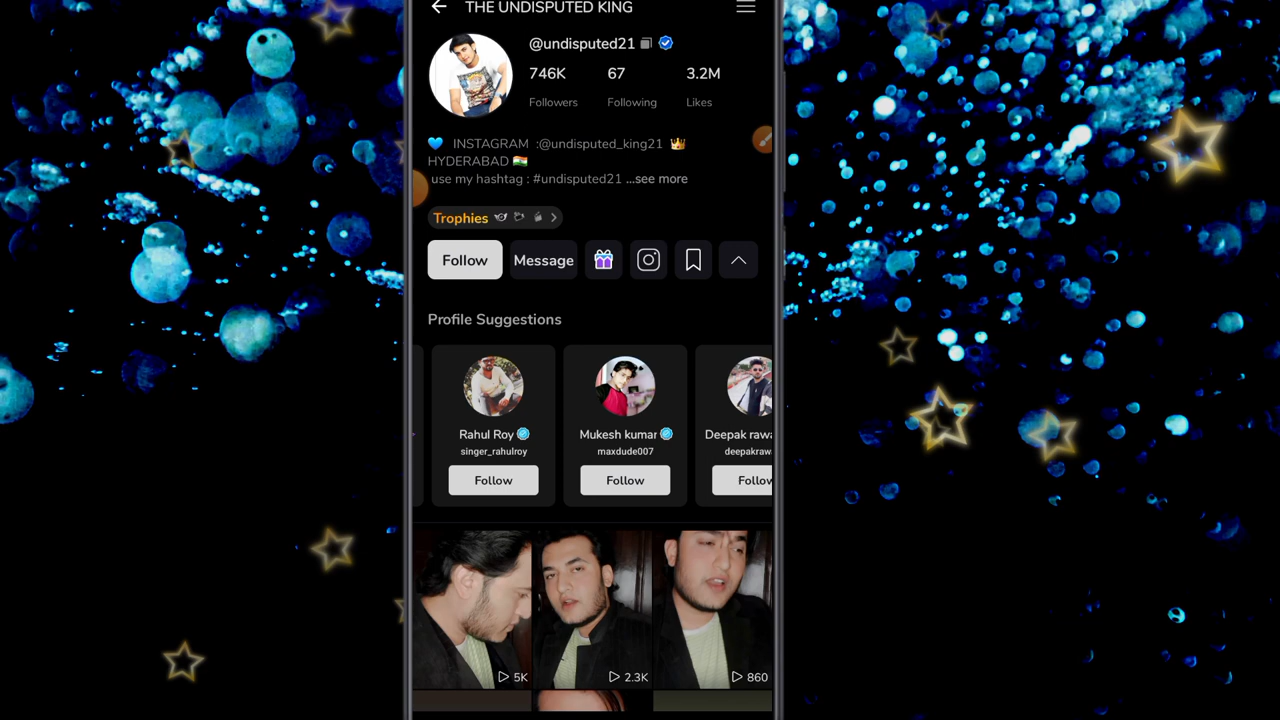 THE UNDISPUTED KING
@undisputed21
746K 67 3.2M
Followers Following Likes
💙 INSTAGRAM :@undisputed_king21 👑
HYDERABAD 🇮🇳
use my hashtag : #undisputed21 ...see more
Trophies
Follow Message
Profile Suggestions
Rahul Roy Mukesh kumar Deepak rawa
singer_rahulroy maxdude007 deepakraw
Follow Follow Follow
5K 2.3K 860